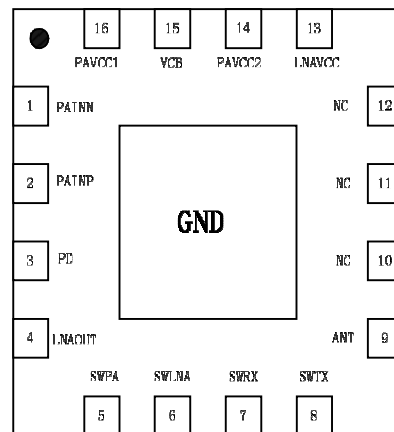 16 15 14 13
PAVCC1 VCB PAVCC2 LNAVCC
1 PAINN NC 12
2 PAINP NC 11
GND
3 PD NC 10
4 LNAOUT ANT 9
SWPA SWLNA SWRX SWTX
5 6 7 8